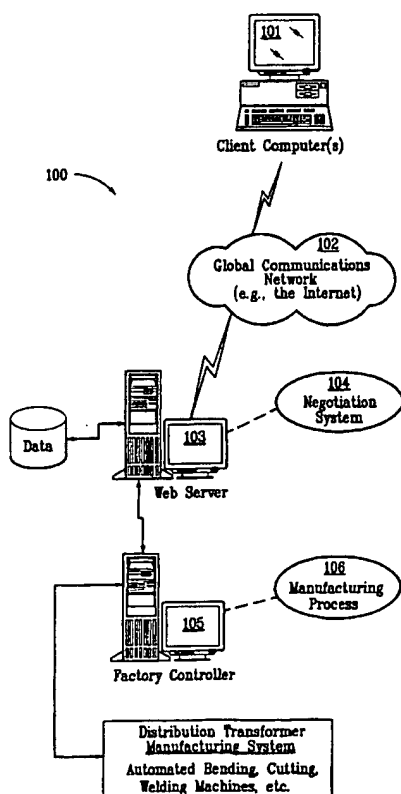 101
Client Computer(s)
100
102
Global Communications
Network
(e.g., the Internet)
104
Negotiation
System
103
Data
Web Server
106
Manufacturing
Process
105
Factory Controller
Distribution Transformer
Manufacturing System
Automated Bending, Cutting,
Welding Machines, etc.